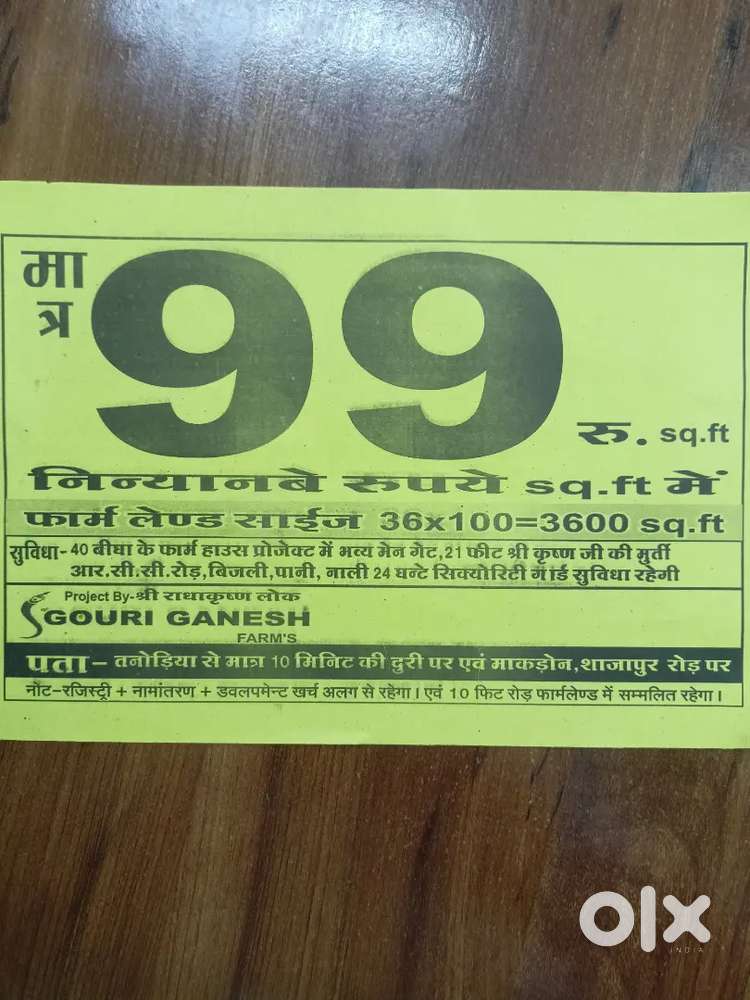 मात्र 99 रु. sq.ft
निन्यानबे रुपये sq.ft में
फार्म लेण्ड साईज 36x100=3600 sq.ft
सुविधा- 40 बीघा के फार्म हाउस प्रोजेक्ट में भव्य मेन गेट,21 फीट श्री कृष्ण जी की मुर्ती
आर.सी.सी.रोड़,बिजली,पानी, नाली 24 घन्टे सिक्योरिटी गार्ड सुविधा रहेगी
Project By-श्री राधाकृष्ण लोक
GOURI GANESH
FARM'S
पता – तनोड़िया से मात्र 10 मिनिट की दुरी पर एवं माकड़ोन,शाजापुर रोड़ पर
नोट-रजिस्ट्री + नामांतरण + डवलपमेन्ट खर्च अलग से रहेगा। एवं 10 फिट रोड़ फार्मलेण्ड में सम्मलित रहेगा।
olx
INDIA